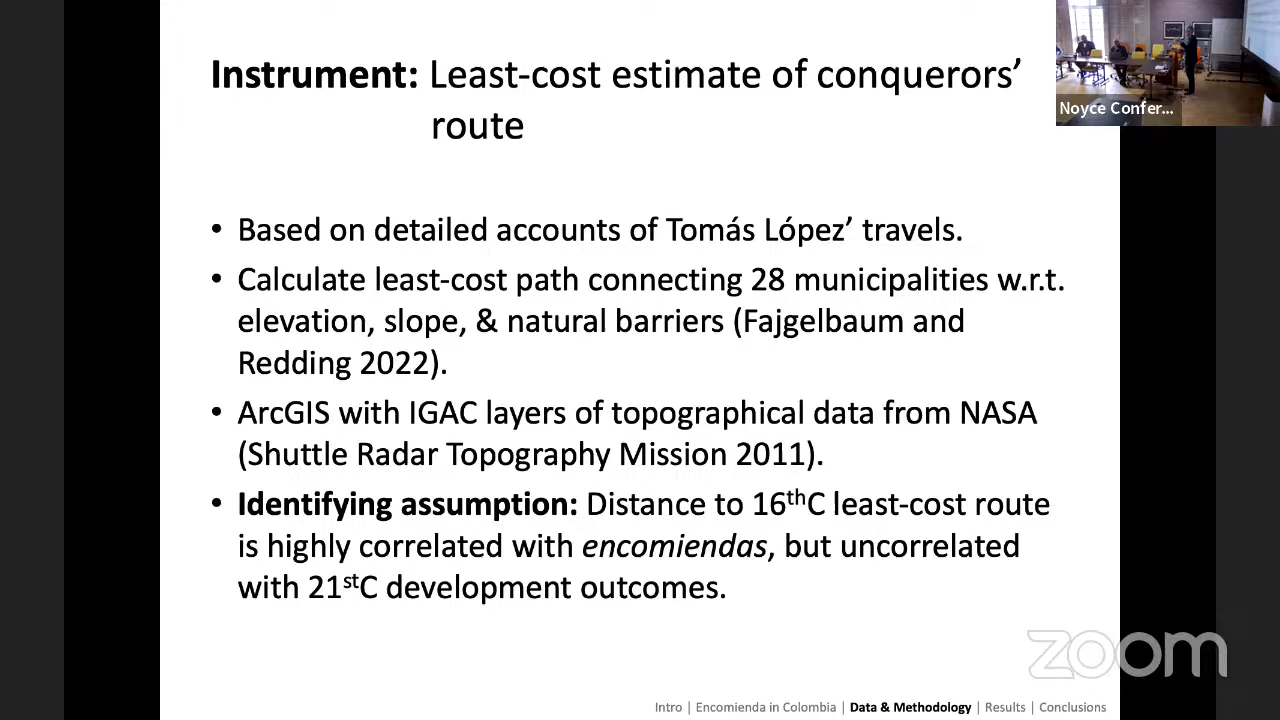 Instrument: Least-cost estimate of conquerors’
route
• Based on detailed accounts of Tomás López’ travels.
• Calculate least-cost path connecting 28 municipalities w.r.t.
elevation, slope, & natural barriers (Fajgelbaum and
Redding 2022).
• ArcGIS with IGAC layers of topographical data from NASA
(Shuttle Radar Topography Mission 2011).
• Identifying assumption: Distance to 16thC least-cost route
is highly correlated with encomiendas, but uncorrelated
with 21stC development outcomes.
Noyce Confer...
zoom
Intro | Encomienda in Colombia | Data & Methodology | Results | Conclusions